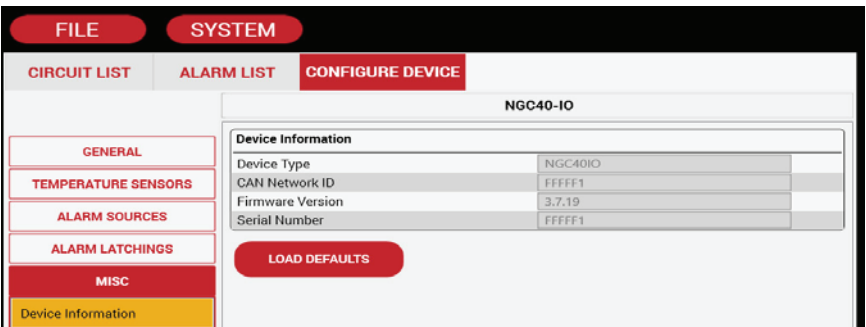 FILE SYSTEM
CIRCUIT LIST ALARM LIST CONFIGURE DEVICE
NGC40-IO
GENERAL
TEMPERATURE SENSORS
ALARM SOURCES
ALARM LATCHINGS
MISC
Device Information
Device Information
Device Type NGC40IO
CAN Network ID FFFFF1
Firmware Version 3.7.19
Serial Number FFFFF1
LOAD DEFAULTS